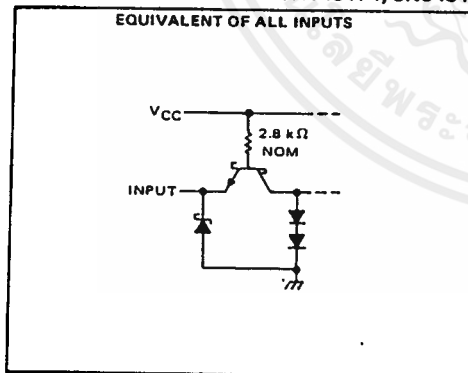 EQUIVALENT OF ALL INPUTS
VCC
2.8 kΩ
NOM
INPUT